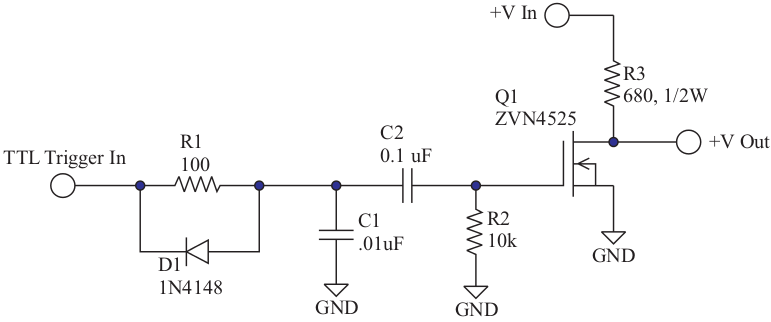 +V In
R3
680, 1/2W
Q1
ZVN4525
+V Out
C2
0.1 uF
R1
100
TTL Trigger In
C1
.01uF
R2
10k
GND
D1
1N4148
GND
GND